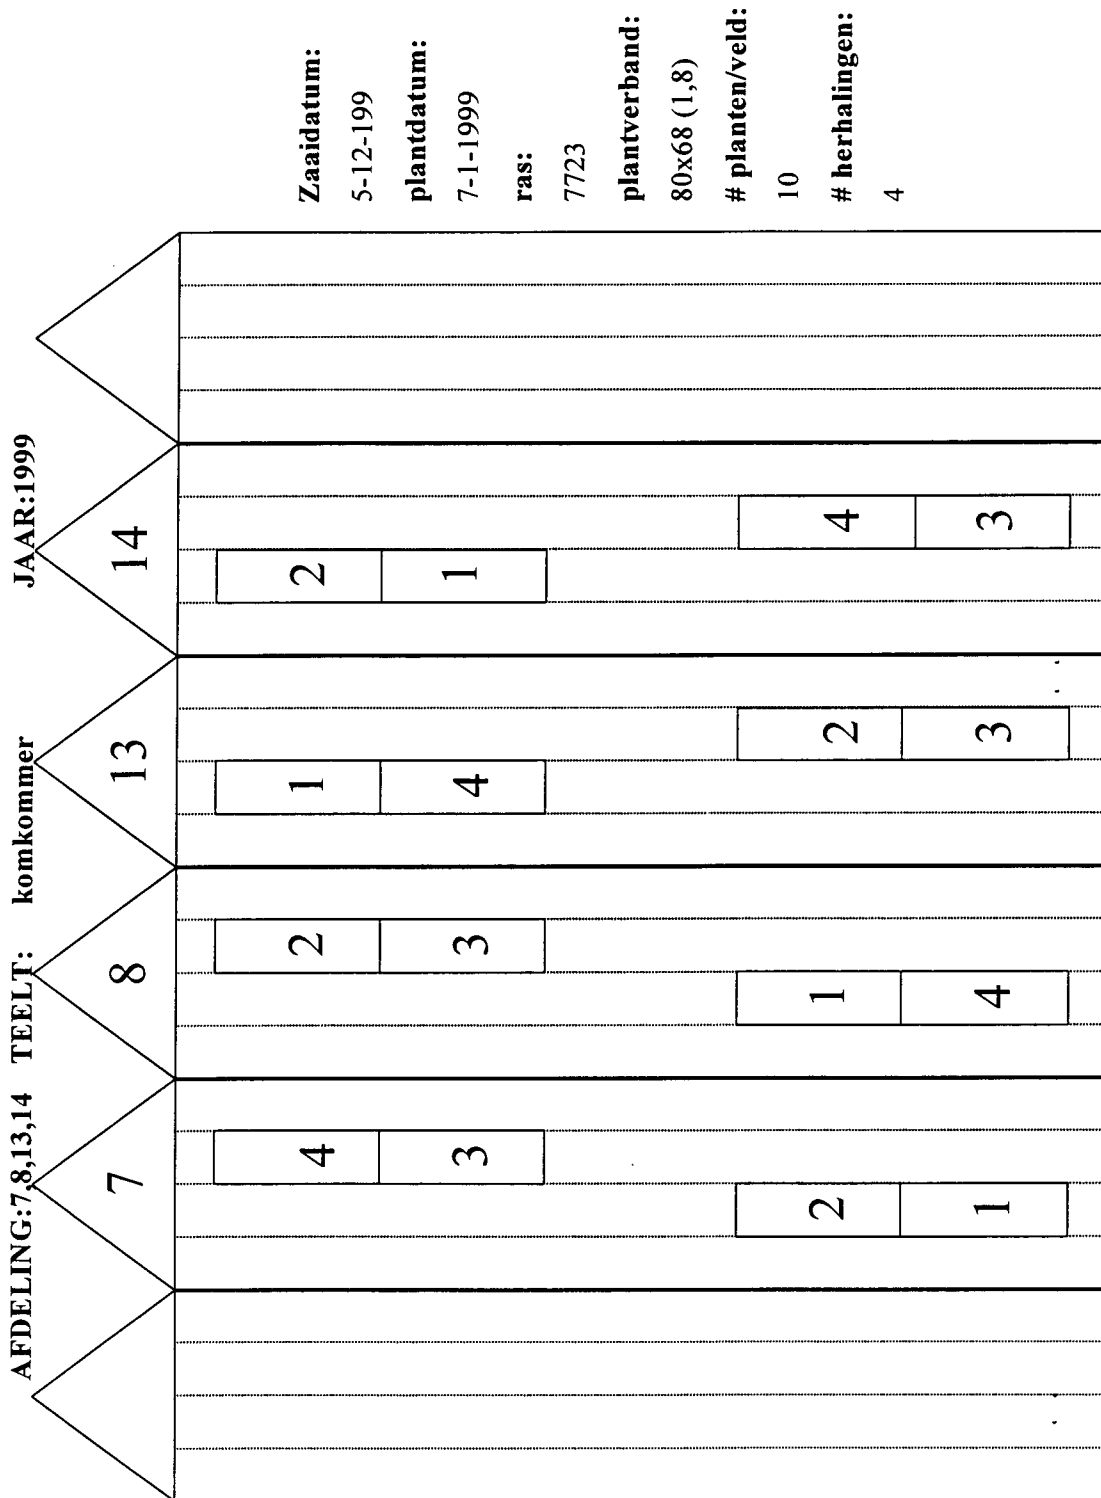 AFDELING:7,8,13,14 TEELT: komkommer JAAR:1999
7 8 13 14
4 2 1 2
3 3 4 1
2 1 2 4
1 4 3 3
Zaaidatum:
5-12-199
plantdatum:
7-1-1999
ras:
7723
plantverband:
80x68 (1,8)
# planten/veld:
10
# herhalingen:
4